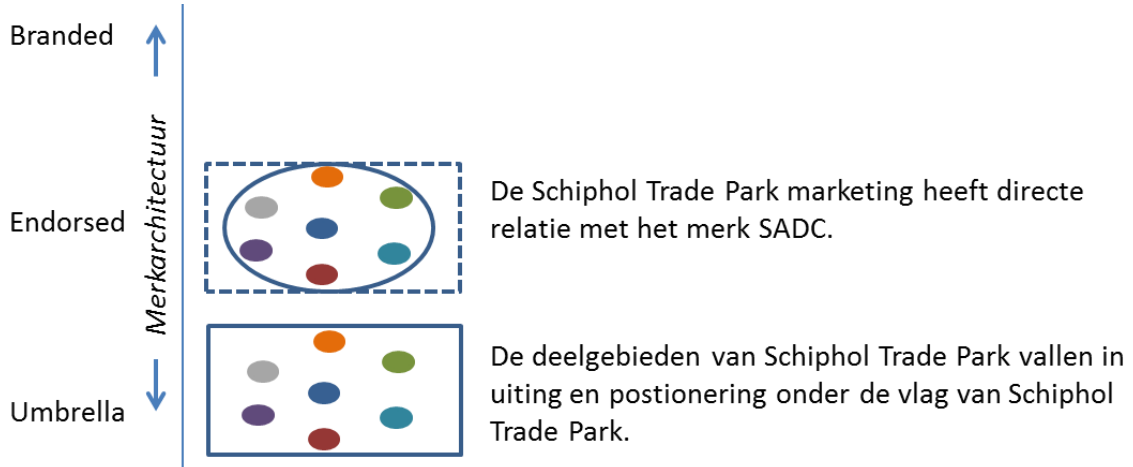 Branded
Merkarchitectuur
Endorsed
De Schiphol Trade Park marketing heeft directe
relatie met het merk SADC.
Umbrella
De deelgebieden van Schiphol Trade Park vallen in
uiting en postionering onder de vlag van Schiphol
Trade Park.